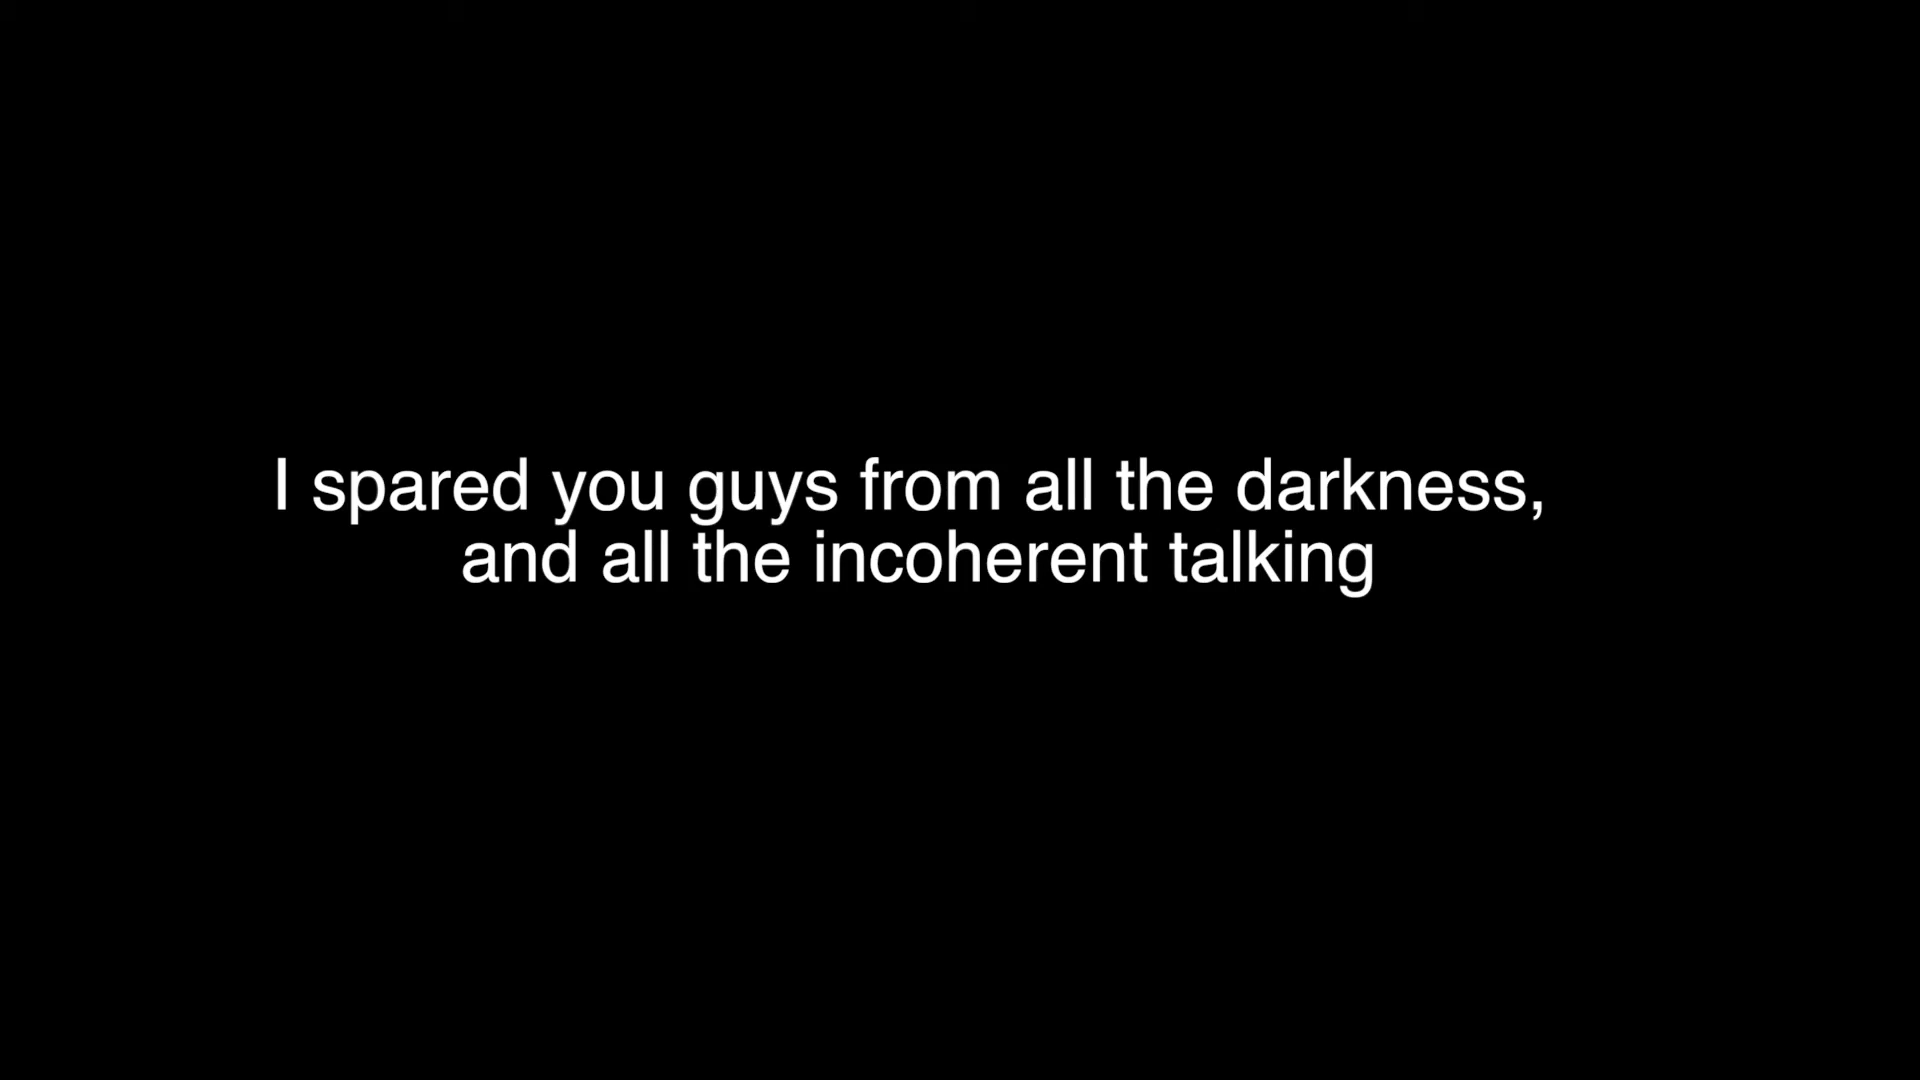 I spared you guys from all the darkness,
and all the incoherent talking